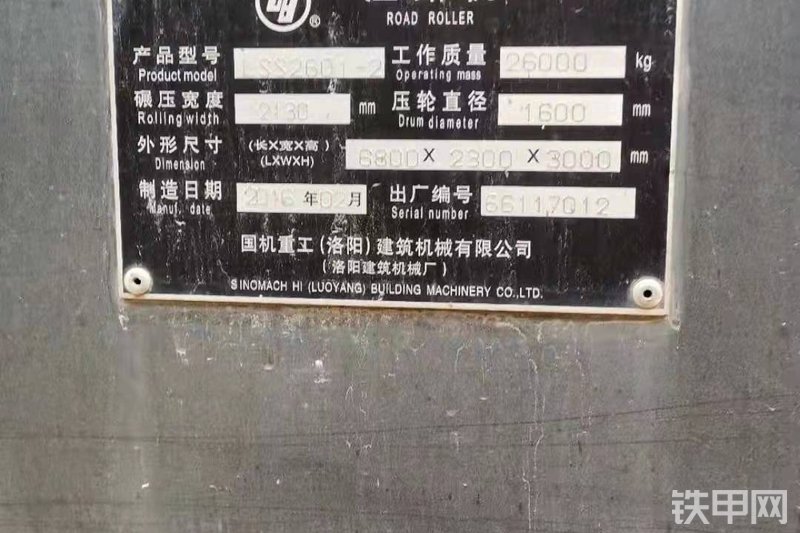 ®
ROAD ROLLER
产品型号 LSS2601-2 工作质量 26000 kg
Product model Operating mass
碾压宽度 2130 mm 压轮直径 1600 mm
Rolling width Drum diameter
外形尺寸 (长X宽X高) 6800 X 2300 X 3000 mm
Dimension (LXWXH)
制造日期 2016 年 02 月 出厂编号 66117012
Manuf. date Serial number
国机重工(洛阳)建筑机械有限公司
(洛阳建筑机械厂)
SINOMACH HI (LUOYANG) BUILDING MACHINERY CO.,LTD.
铁甲网